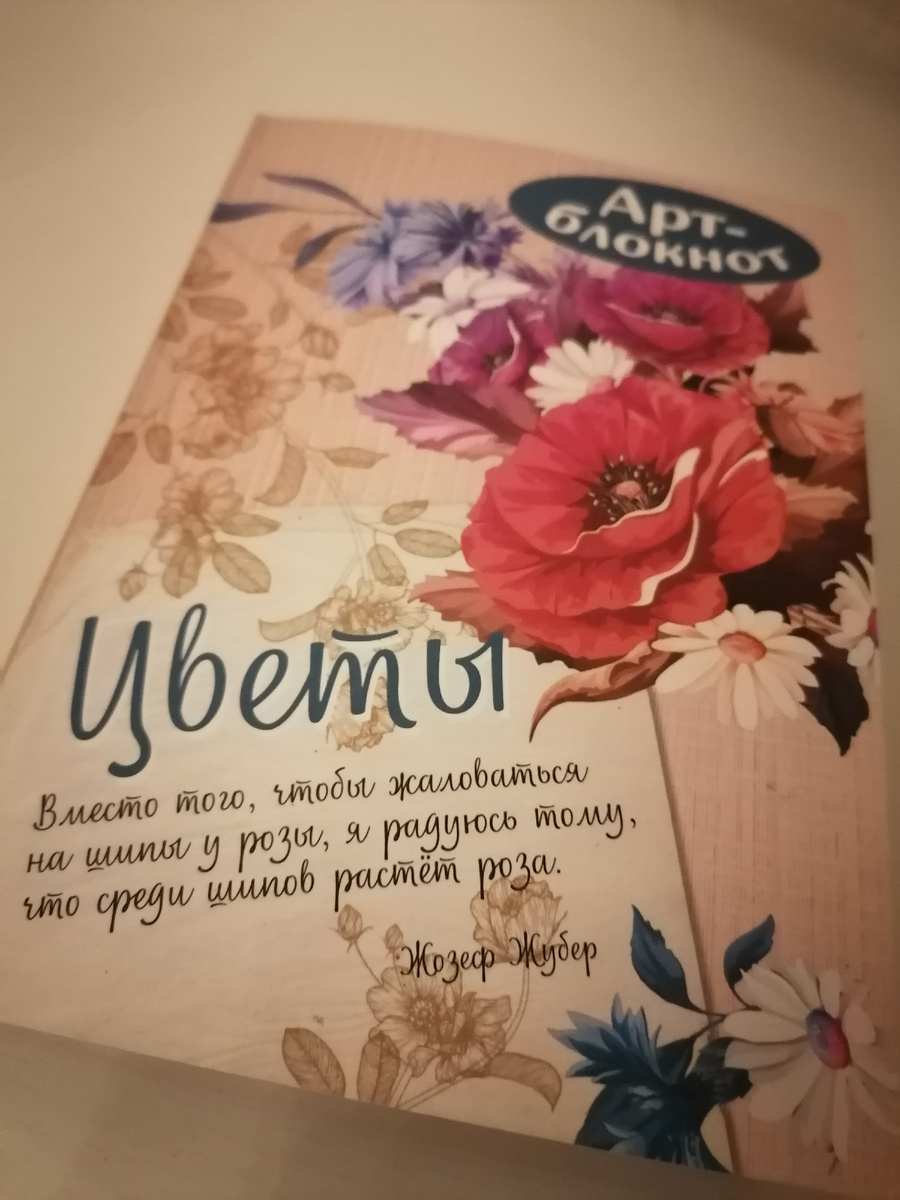 Арт-
блокнот
Цветы
Вместо того, чтобы жаловаться
на шипы у розы, я радуюсь тому,
что среди шипов растёт роза.
Жозеф Жубер